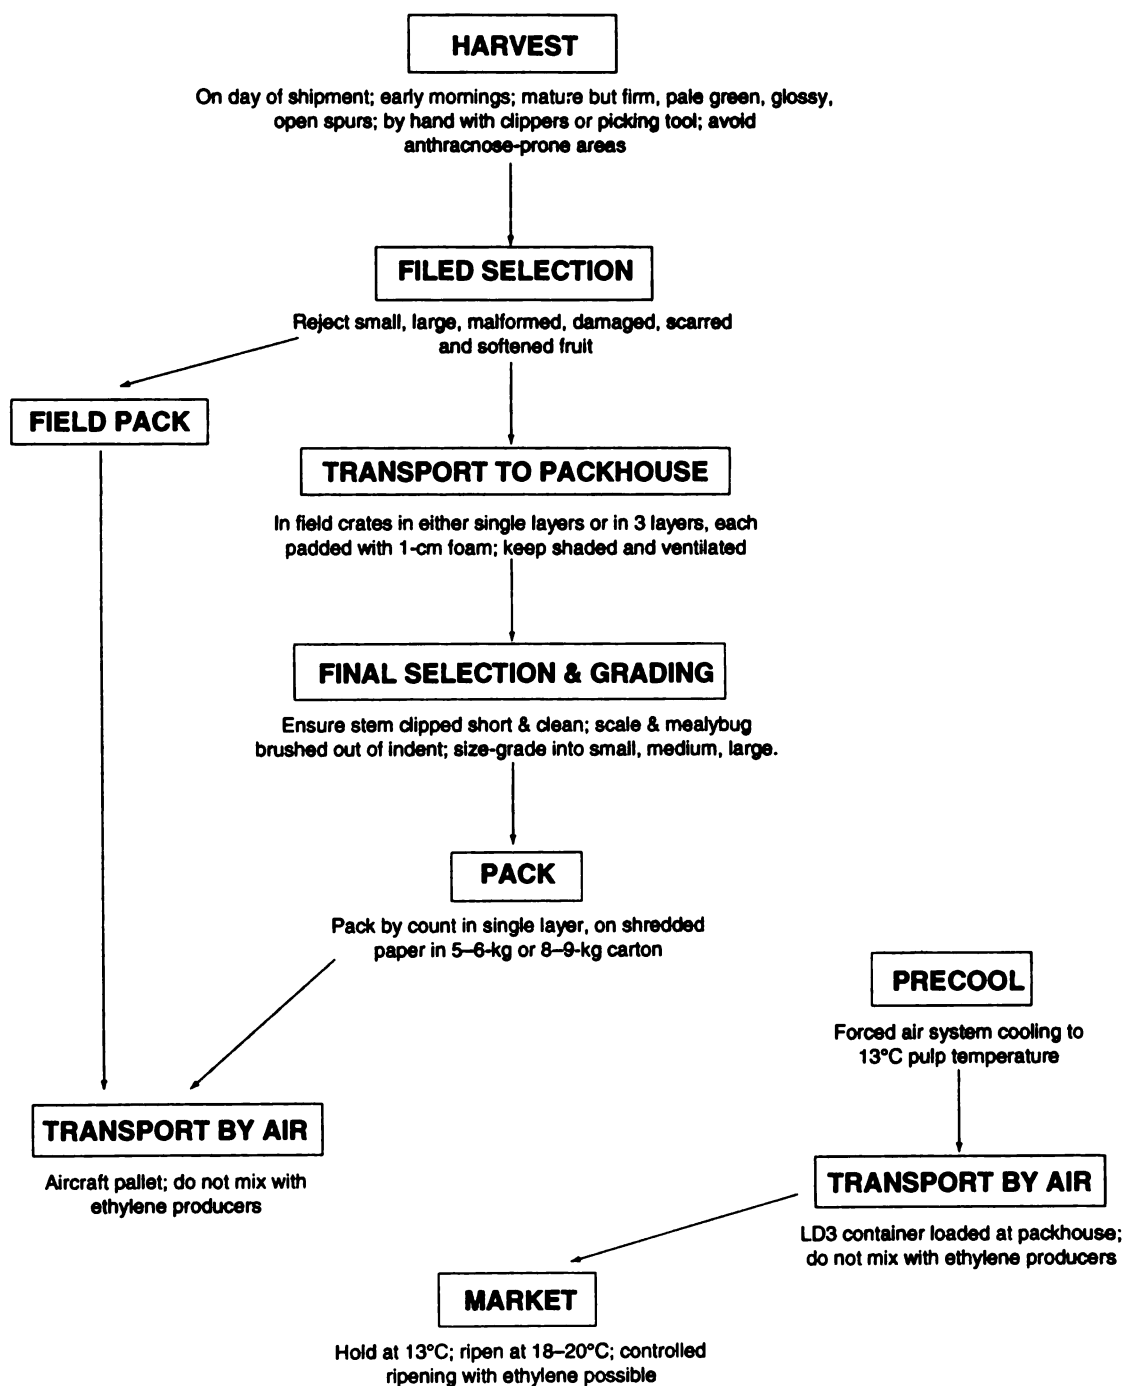 HARVEST
On day of shipment; early mornings; mature but firm, pale green, glossy,
open spurs; by hand with clippers or picking tool; avoid
anthracnose-prone areas
FILED SELECTION
Reject small, large, malformed, damaged, scarred
and softened fruit
FIELD PACK
TRANSPORT TO PACKHOUSE
In field crates in either single layers or in 3 layers, each
padded with 1-cm foam; keep shaded and ventilated
FINAL SELECTION & GRADING
Ensure stem clipped short & clean; scale & mealybug
brushed out of indent; size-grade into small, medium, large.
PACK
Pack by count in single layer, on shredded
paper in 5–6-kg or 8–9-kg carton
PRECOOL
Forced air system cooling to
13°C pulp temperature
TRANSPORT BY AIR
Aircraft pallet; do not mix with
ethylene producers
TRANSPORT BY AIR
LD3 container loaded at packhouse;
do not mix with ethylene producers
MARKET
Hold at 13°C; ripen at 18–20°C; controlled
ripening with ethylene possible